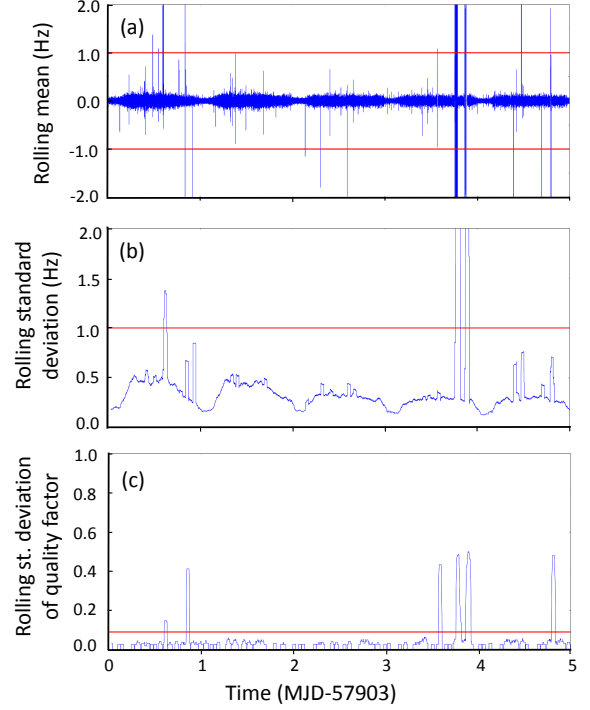 (a)
2.0
1.0
0.0
-1.0
-2.0
Rolling mean (Hz)
(b)
2.0
1.5
1.0
0.5
0.0
Rolling standard
deviation (Hz)
(c)
1.0
0.8
0.6
0.4
0.2
0.0
Rolling st. deviation
of quality factor
0 1 2 3 4 5
Time (MJD-57903)